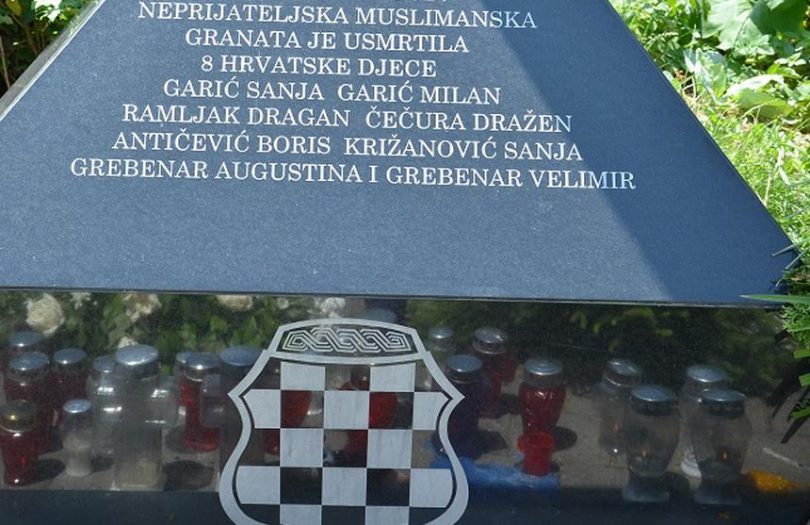 NEPRIJATELJSKA MUSLIMANSKA
GRANATA JE USMRTILA
8 HRVATSKE DJECE
GARIĆ SANJA GARIĆ MILAN
RAMLJAK DRAGAN ČEČURA DRAŽEN
ANTIČEVIĆ BORIS KRIŽANOVIĆ SANJA
GREBENAR AUGUSTINA I GREBENAR VELIMIR